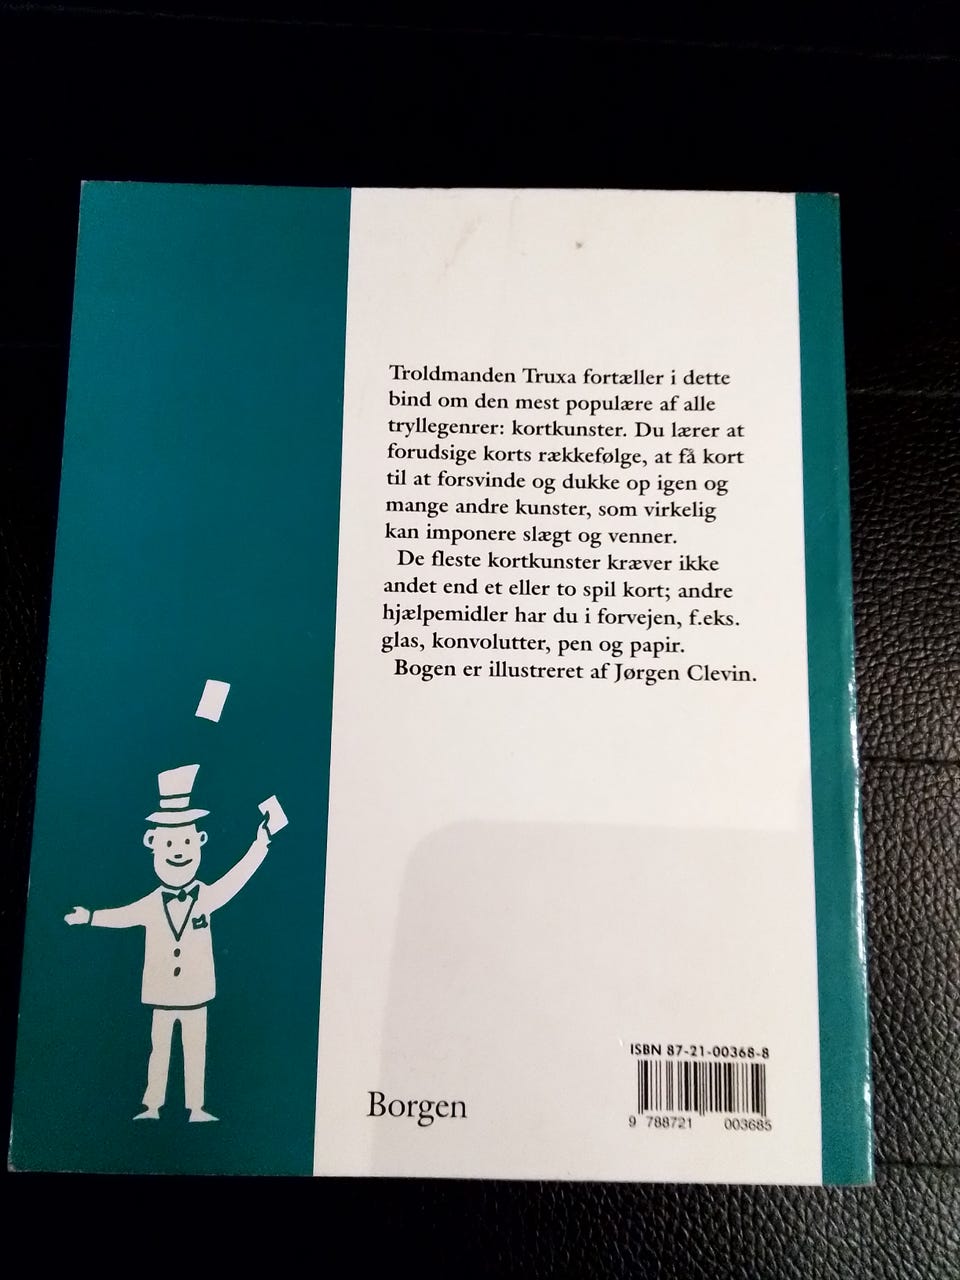 Troldmanden Truxa fortæller i dette
bind om den mest populære af alle
tryllegenrer: kortkunster. Du lærer at
forudsige korts rækkefølge, at få kort
til at forsvinde og dukke op igen og
mange andre kunster, som virkelig
kan imponere slægt og venner.
De fleste kortkunster kræver ikke
andet end et eller to spil kort; andre
hjælpemidler har du i forvejen, f.eks.
glas, konvolutter, pen og papir.
Bogen er illustreret af Jørgen Clevin.
Borgen
ISBN 87-21-00368-8
9 788721 003685